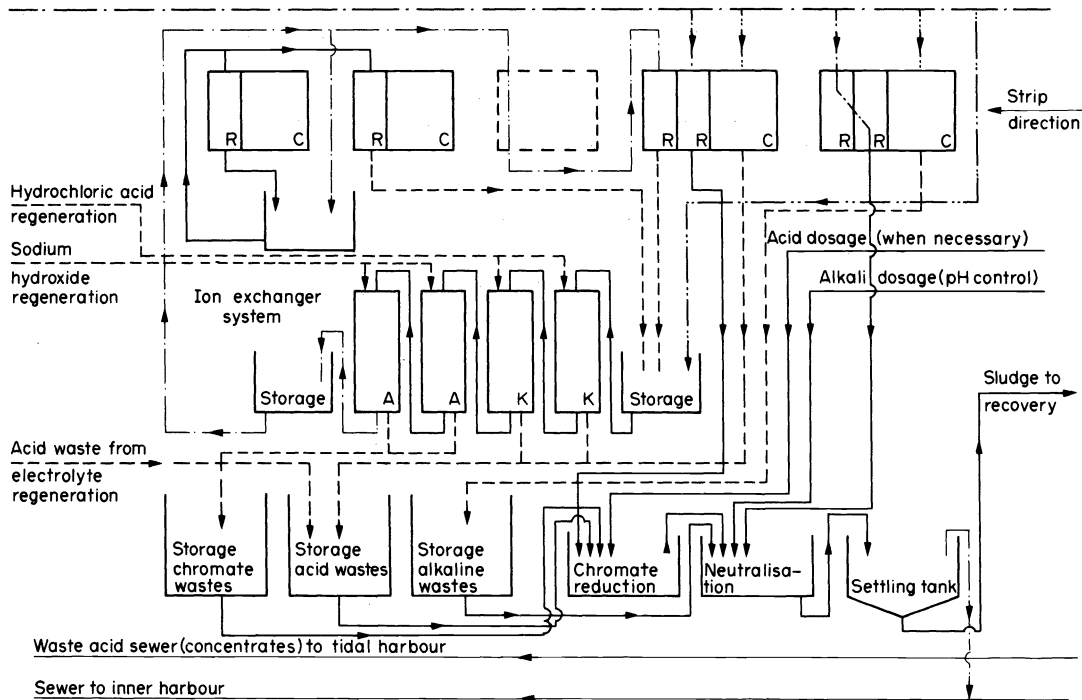 R
C
R
C
R
R
C
R
R
C
Strip
direction
Hydrochloric acid
regeneration
Sodium
hydroxide
regeneration
Acid dosage (when necessary)
Alkali dosage (pH control)
Ion exchanger
system
Storage
A
A
K
K
Storage
Sludge to
recovery
Acid waste from
electrolyte
regeneration
Storage
chromate
wastes
Storage
acid wastes
Storage
alkaline
wastes
Chromate
reduction
Neutralisa-
tion
Settling tank
Waste acid sewer (concentrates) to tidal harbour
Sewer to inner harbour